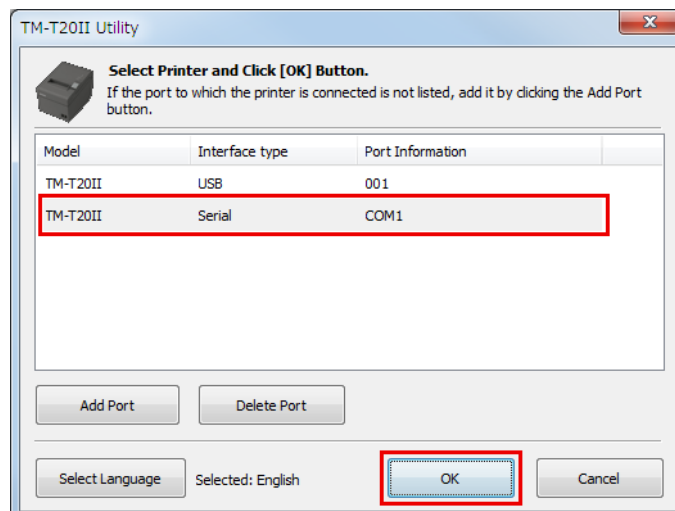 TM-T20II Utility
Select Printer and Click [OK] Button.
If the port to which the printer is connected is not listed, add it by clicking the Add Port
button.
Model Interface type Port Information
TM-T20II USB 001
TM-T20II Serial COM1
Add Port Delete Port
Select Language Selected: English OK Cancel